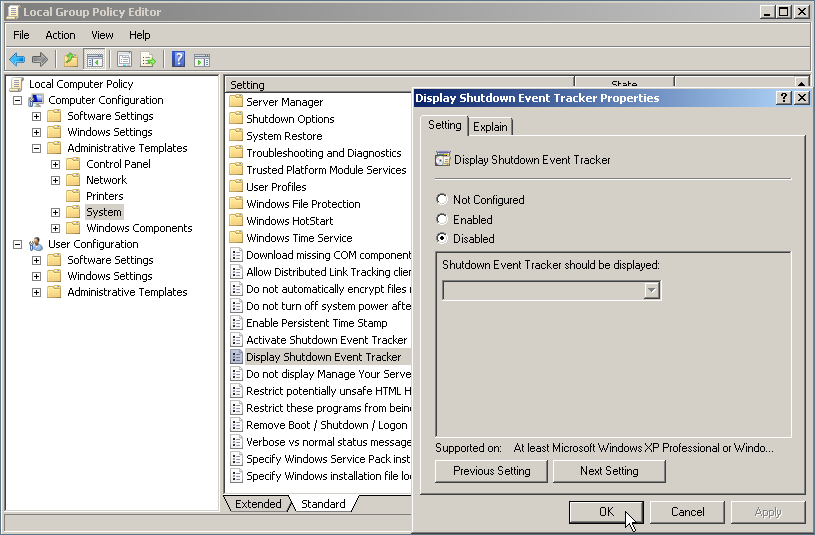 Local Group Policy Editor
File Action View Help
Local Computer Policy
Computer Configuration
Software Settings
Windows Settings
Administrative Templates
Control Panel
Network
Printers
System
Windows Components
User Configuration
Software Settings
Windows Settings
Administrative Templates
Setting State
Server Manager
Shutdown Options
System Restore
Troubleshooting and Diagnostics
Trusted Platform Module Services
User Profiles
Windows File Protection
Windows HotStart
Windows Time Service
Download missing COM component
Allow Distributed Link Tracking clien
Do not automatically encrypt files m
Do not turn off system power afte
Enable Persistent Time Stamp
Activate Shutdown Event Tracker
Display Shutdown Event Tracker
Do not display Manage Your Serve
Restrict potentially unsafe HTML H
Restrict these programs from bein
Remove Boot / Shutdown / Logon
Verbose vs normal status message
Specify Windows Service Pack inst
Specify Windows installation file lo
Extended Standard
Display Shutdown Event Tracker Properties
Setting Explain
Display Shutdown Event Tracker
Not Configured
Enabled
Disabled
Shutdown Event Tracker should be displayed:
Supported on: At least Microsoft Windows XP Professional or Windo...
Previous Setting Next Setting
OK Cancel Apply